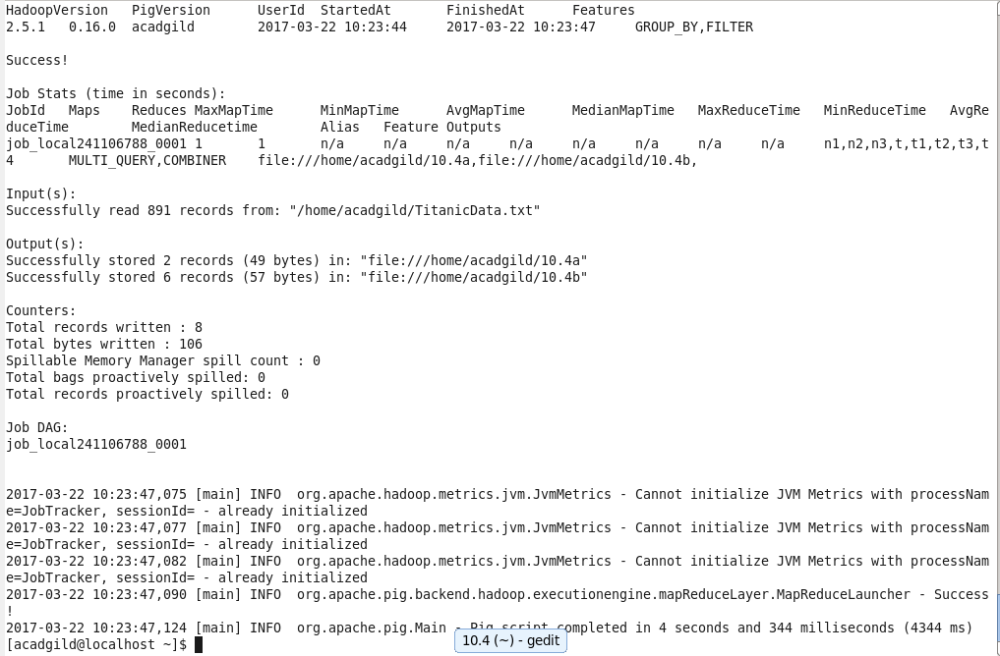 HadoopVersion   PigVersion      UserId  StartedAt       FinishedAt      Features
2.5.1   0.16.0  acadgild        2017-03-22 10:23:44     2017-03-22 10:23:47     GROUP_BY,FILTER

Success!

Job Stats (time in seconds):
JobId   Maps    Reduces MaxMapTime      MinMapTime      AvgMapTime      MedianMapTime   MaxReduceTime   MinReduceTime   AvgRe
duceTime        MedianReducetime        Alias   Feature Outputs
job_local241106788_0001 1       1       n/a     n/a     n/a     n/a     n/a     n/a     n/a     n/a     n1,n2,n3,t,t1,t2,t3,t
4       MULTI_QUERY,COMBINER    file:///home/acadgild/10.4a,file:///home/acadgild/10.4b,

Input(s):
Successfully read 891 records from: "/home/acadgild/TitanicData.txt"

Output(s):
Successfully stored 2 records (49 bytes) in: "file:///home/acadgild/10.4a"
Successfully stored 6 records (57 bytes) in: "file:///home/acadgild/10.4b"

Counters:
Total records written : 8
Total bytes written : 106
Spillable Memory Manager spill count : 0
Total bags proactively spilled: 0
Total records proactively spilled: 0

Job DAG:
job_local241106788_0001

2017-03-22 10:23:47,075 [main] INFO  org.apache.hadoop.metrics.jvm.JvmMetrics - Cannot initialize JVM Metrics with processNam
e=JobTracker, sessionId= - already initialized
2017-03-22 10:23:47,077 [main] INFO  org.apache.hadoop.metrics.jvm.JvmMetrics - Cannot initialize JVM Metrics with processNam
e=JobTracker, sessionId= - already initialized
2017-03-22 10:23:47,082 [main] INFO  org.apache.hadoop.metrics.jvm.JvmMetrics - Cannot initialize JVM Metrics with processNam
e=JobTracker, sessionId= - already initialized
2017-03-22 10:23:47,090 [main] INFO  org.apache.pig.backend.hadoop.executionengine.mapReduceLayer.MapReduceLauncher - Success
!
2017-03-22 10:23:47,124 [main] INFO  org.apache.pig.Main - Pig script completed in 4 seconds and 344 milliseconds (4344 ms)
[acadgild@localhost ~]$
10.4 (~) - gedit